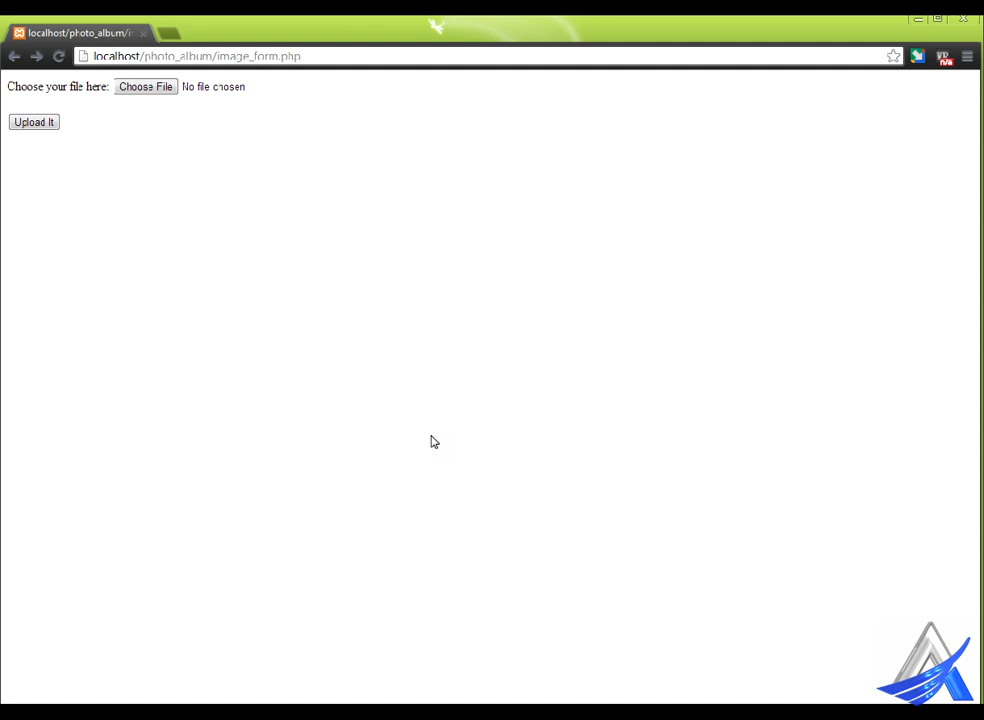 localhost/photo_album/i
localhost/photo_album/image_form.php
Choose your file here: Choose File No file chosen
Upload It
n/a